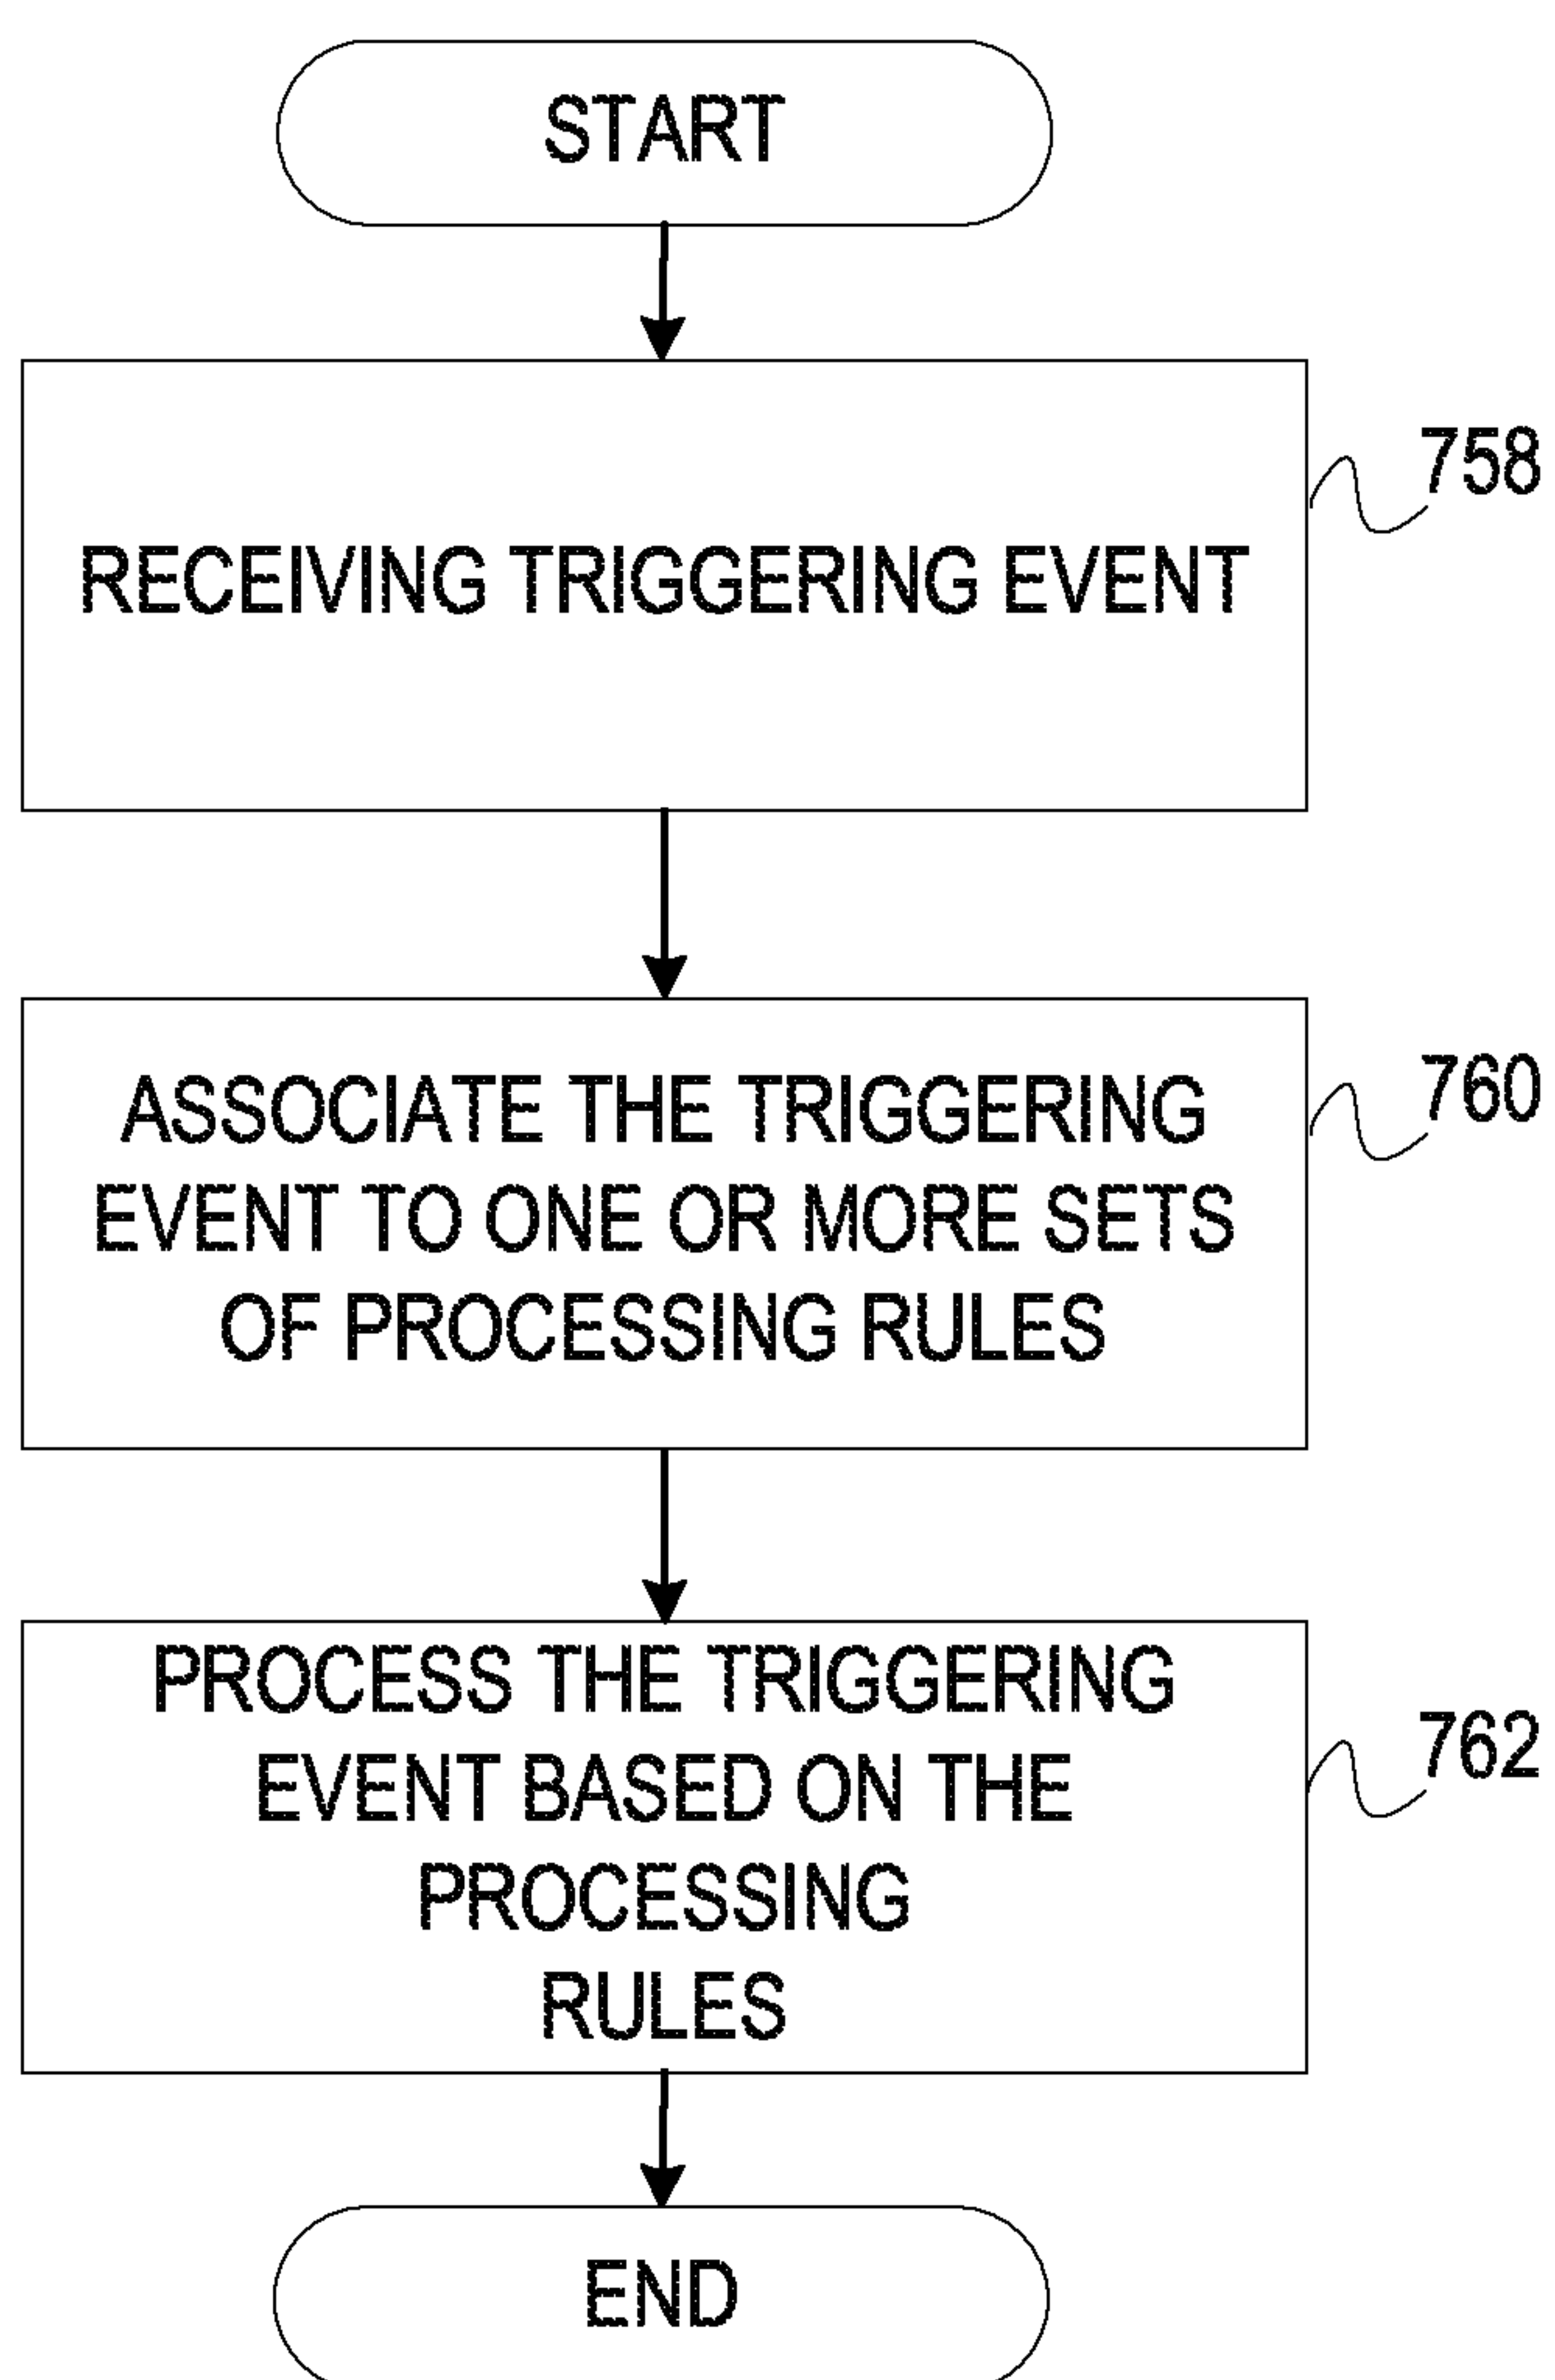 START
758
RECEIVING TRIGGERING EVENT
760
ASSOCIATE THE TRIGGERING
EVENT TO ONE OR MORE SETS
OF PROCESSING RULES
762
PROCESS THE TRIGGERING
EVENT BASED ON THE
PROCESSING
RULES
END